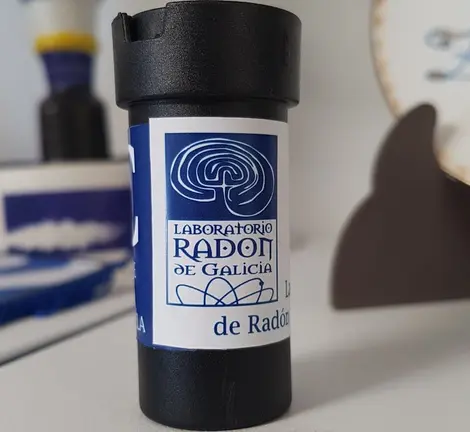 LABORATORIO
RADON
DE GALICIA
de Radón